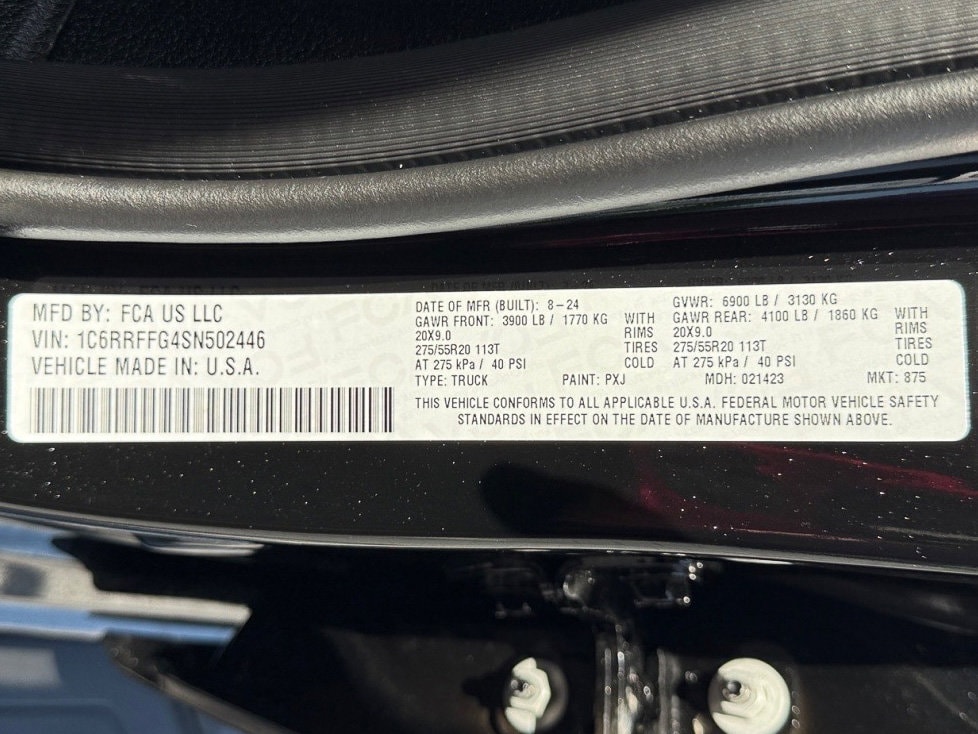 MFD BY: FCA US LLC
VIN: 1C6RRFFG4SN502446
VEHICLE MADE IN: U.S.A.
DATE OF MFR (BUILT): 8-24
GAWR FRONT: 3900 LB / 1770 KG WITH
20X9.0 RIMS
275/55R20 113T TIRES
AT 275 kPa / 40 PSI COLD
GVWR: 6900 LB / 3130 KG
GAWR REAR: 4100 LB / 1860 KG WITH
20X9.0 RIMS
275/55R20 113T TIRES
AT 275 kPa / 40 PSI COLD
TYPE: TRUCK PAINT: PXJ MDH: 021423 MKT: 875
THIS VEHICLE CONFORMS TO ALL APPLICABLE U.S.A. FEDERAL MOTOR VEHICLE SAFETY
STANDARDS IN EFFECT ON THE DATE OF MANUFACTURE SHOWN ABOVE.